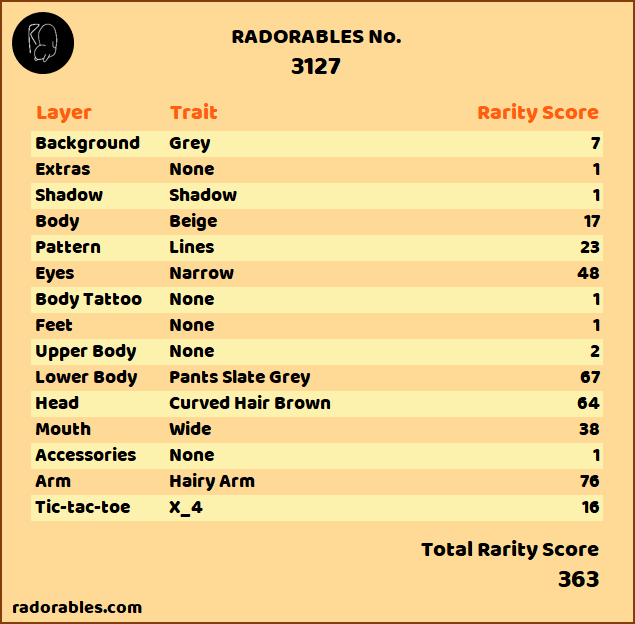 RADORABLES No.
3127
Layer Trait Rarity Score
Background Grey 7
Extras None 1
Shadow Shadow 1
Body Beige 17
Pattern Lines 23
Eyes Narrow 48
Body Tattoo None 1
Feet None 1
Upper Body None 2
Lower Body Pants Slate Grey 67
Head Curved Hair Brown 64
Mouth Wide 38
Accessories None 1
Arm Hairy Arm 76
Tic-tac-toe X_4 16
Total Rarity Score
363
radorables.com